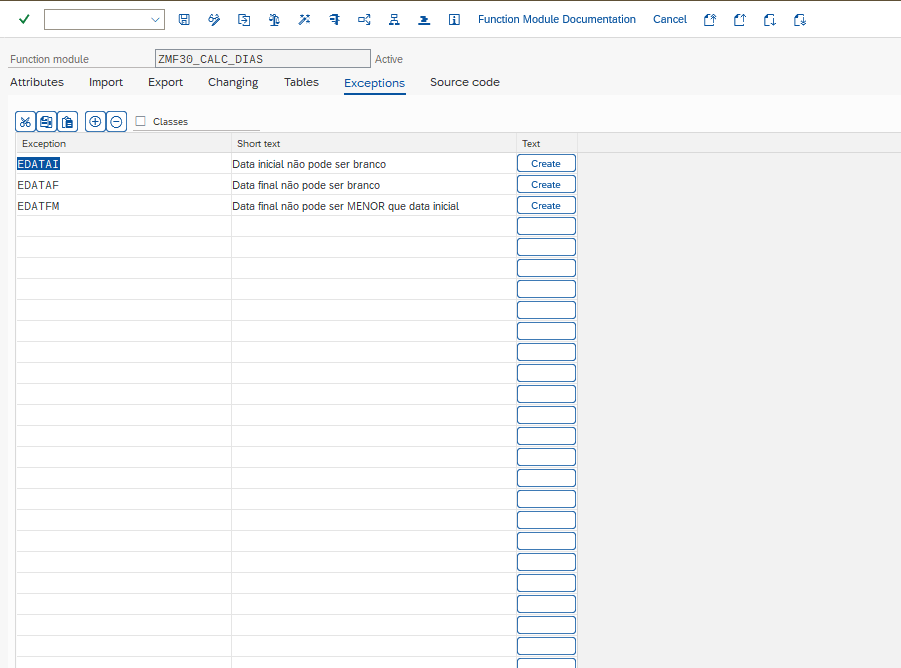 Function Module Documentation Cancel
Function module ZMF30_CALC_DIAS Active
Attributes Import Export Changing Tables Exceptions Source code
Classes
Exception Short text Text
EDATAI Data inicial não pode ser branco Create
EDATAF Data final não pode ser branco Create
EDATFM Data final não pode ser MENOR que data inicial Create